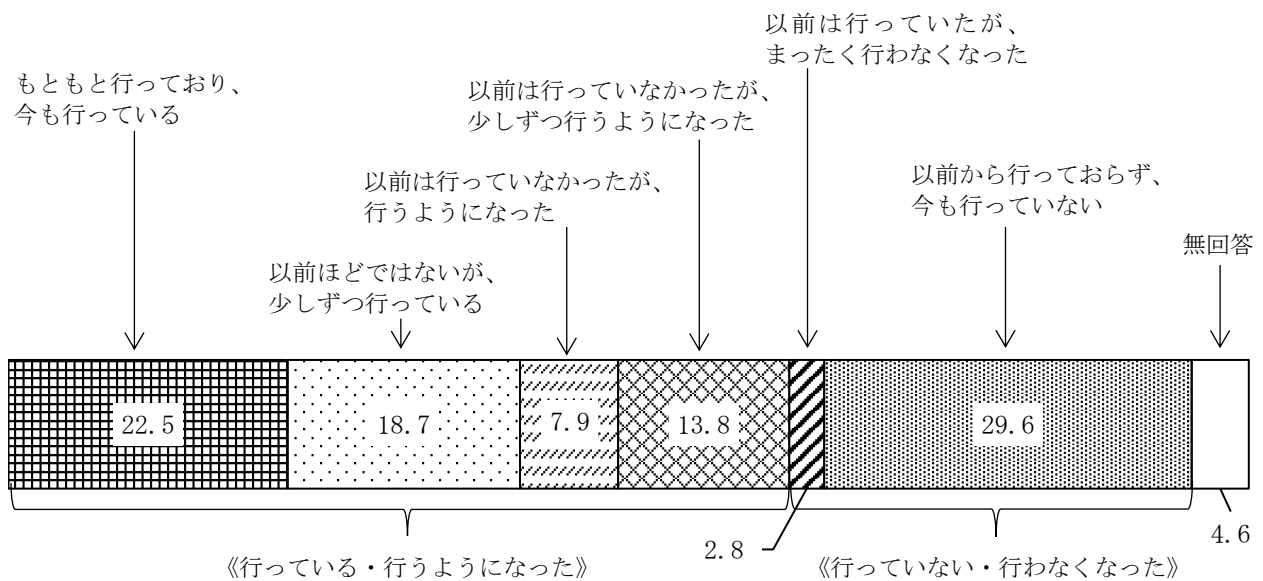 以前は行っていたが、
まったく行わなくなった
もともと行っており、
今も行っている
以前は行っていなかったが、
少しずつ行うようになった
以前は行っていなかったが、
行うようになった
以前から行っておらず、
今も行っていない
無回答
以前ほどではないが、
少しずつ行っている
22.5
18.7
7.9
13.8
29.6
2.8
4.6
《行っている・行うようになった》
《行っていない・行わなくなった》